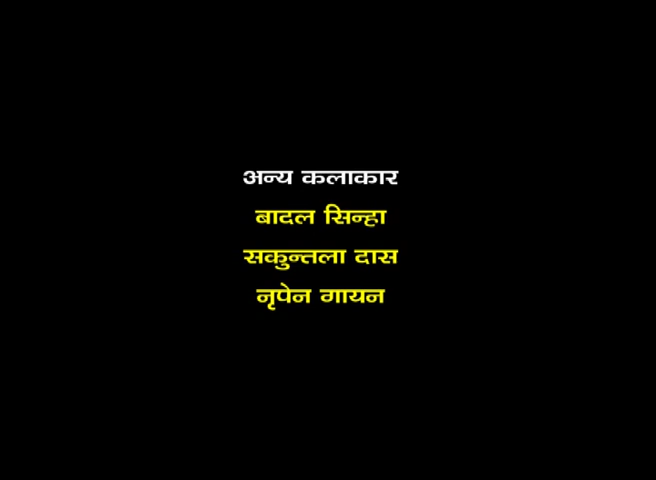 अन्य कलाकार
बादल सिन्हा
सकुन्तला दास
नृपेन गायन